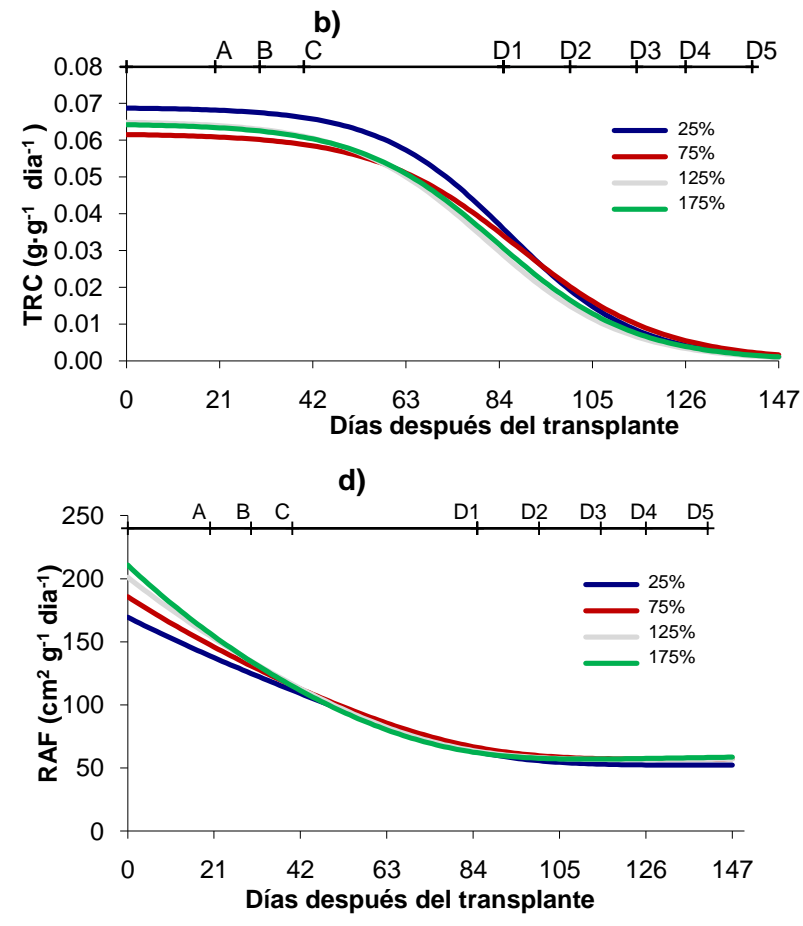 b)
A B C D1 D2 D3 D4 D5
0.08
0.07
0.06
0.05
0.04
0.03
0.02
0.01
0.00
TRC (g·g-1 dia-1 )
25%
75%
125%
175%
0 21 42 63 84 105 126 147
Días después del transplante
d)
A B C D1 D2 D3 D4 D5
250
200
150
100
50
0
RAF (cm2 g-1 dia-1)
25%
75%
125%
175%
0 21 42 63 84 105 126 147
Días después del transplante